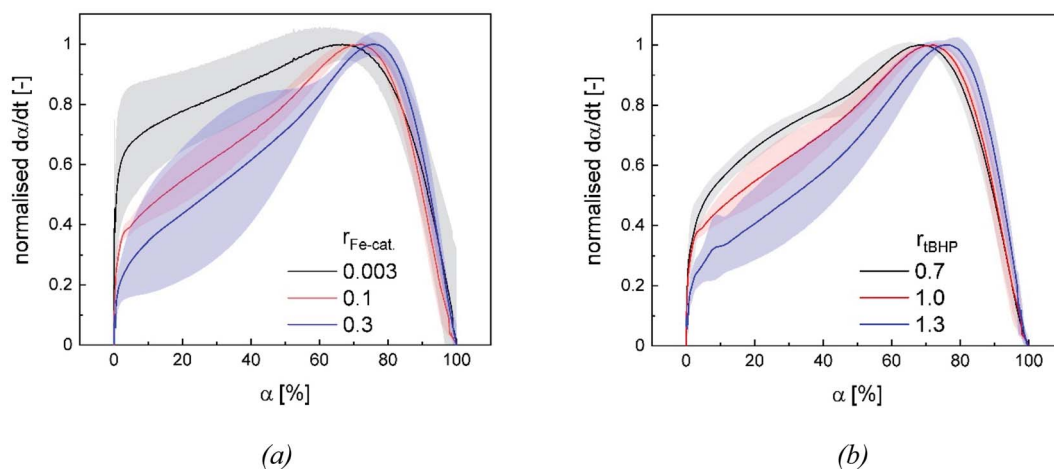 normalised dα/dt [-]
1
0.8
0.6
0.4
0.2
0
r_Fe-cat.
0.003
0.1
0.3
0 20 40 60 80 100
α [%]
(a)
normalised dα/dt [-]
1
0.8
0.6
0.4
0.2
0
r_tBHP
0.7
1.0
1.3
0 20 40 60 80 100
α [%]
(b)